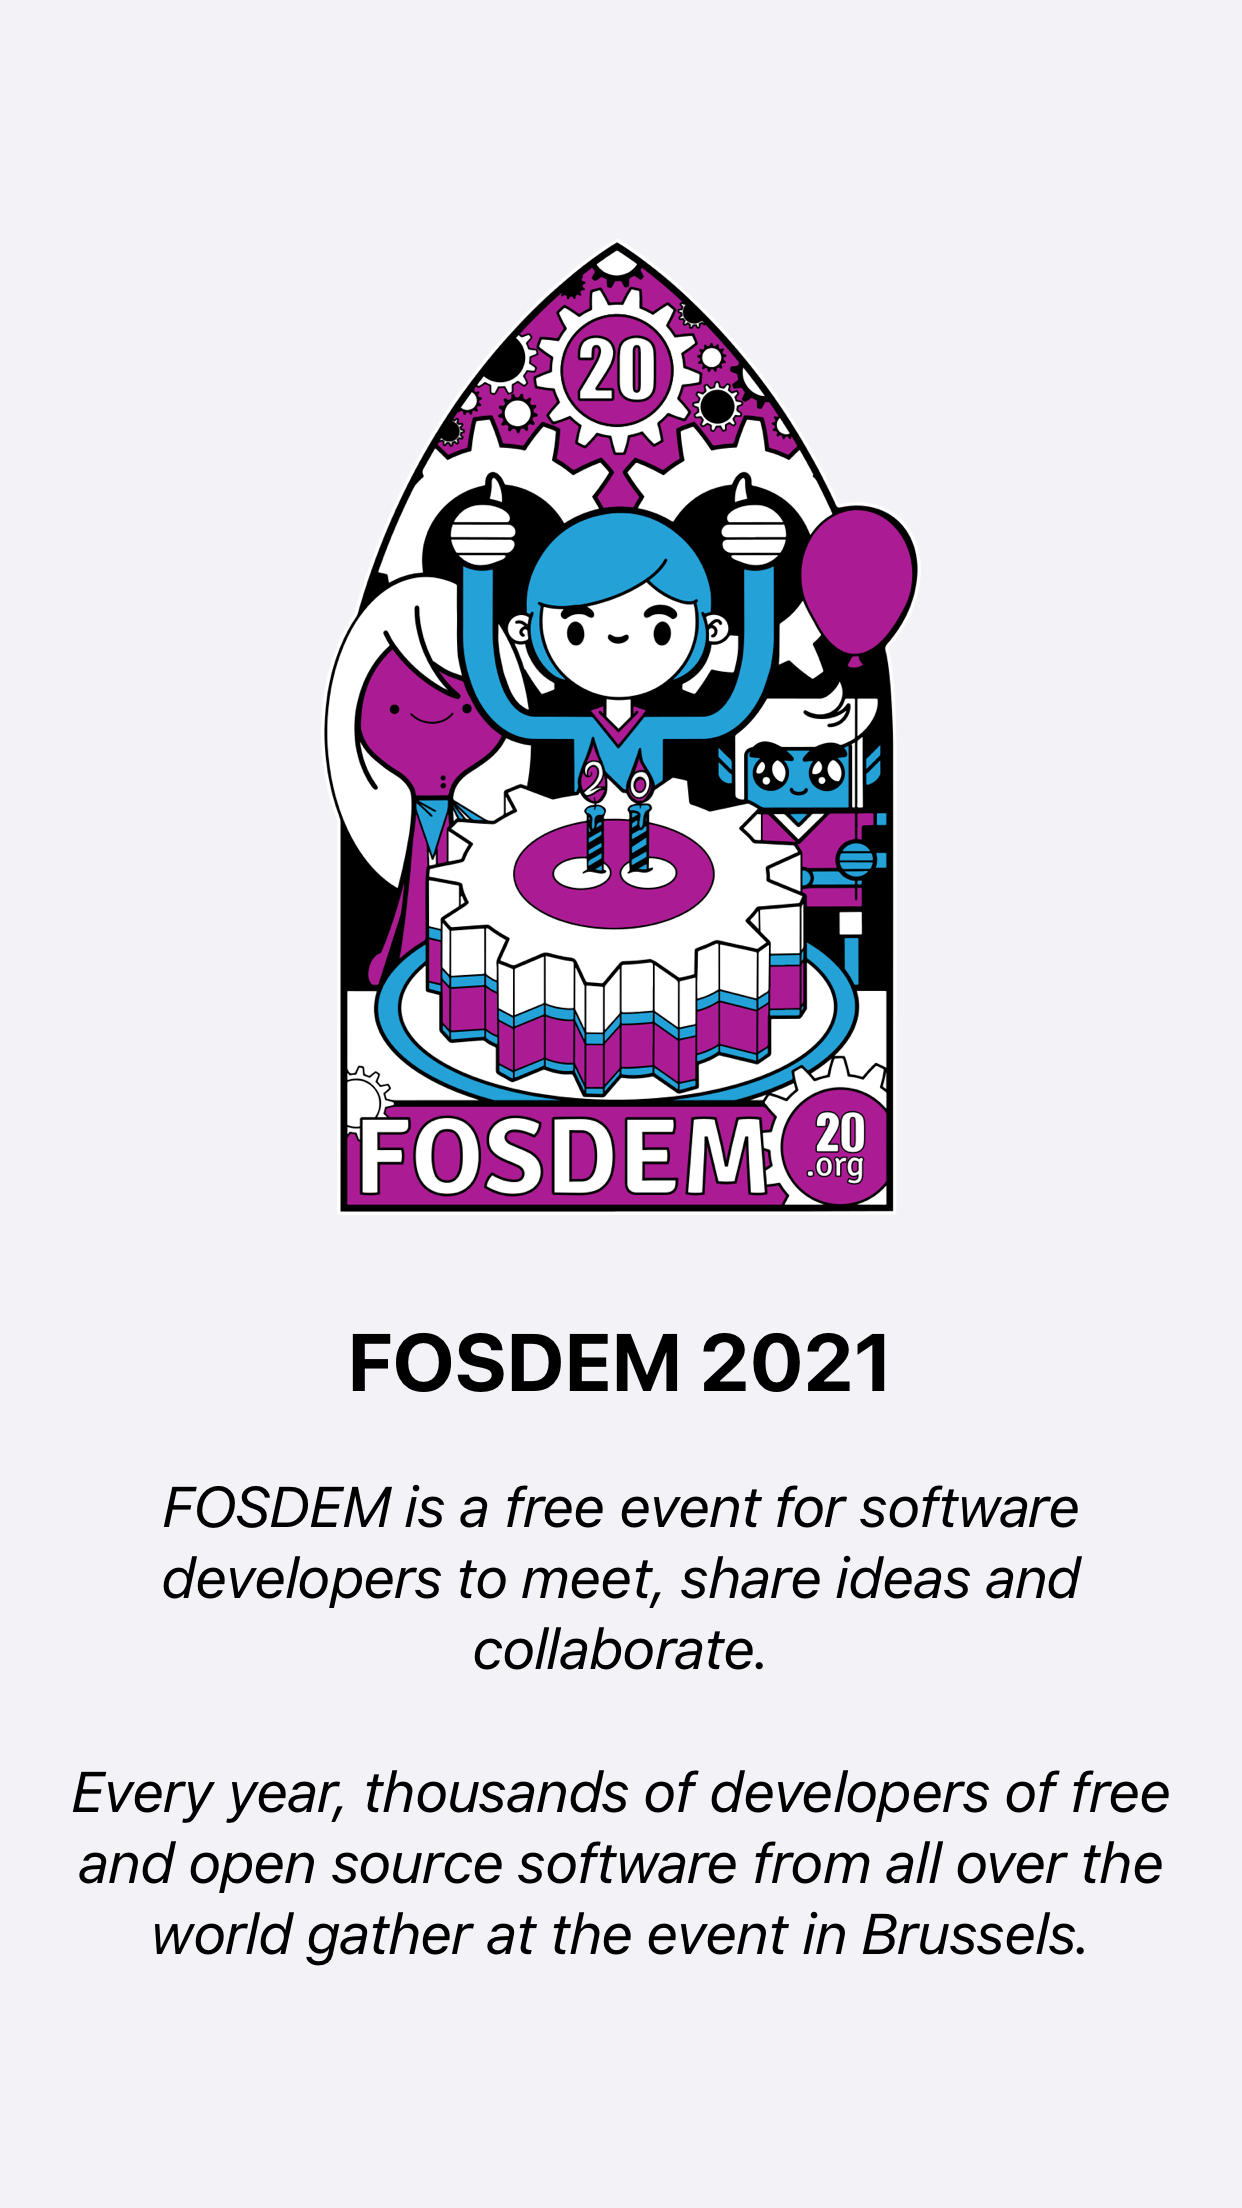 20
2 0
FOSDEM
20
.org
FOSDEM 2021
FOSDEM is a free event for software
developers to meet, share ideas and
collaborate.
Every year, thousands of developers of free
and open source software from all over the
world gather at the event in Brussels.